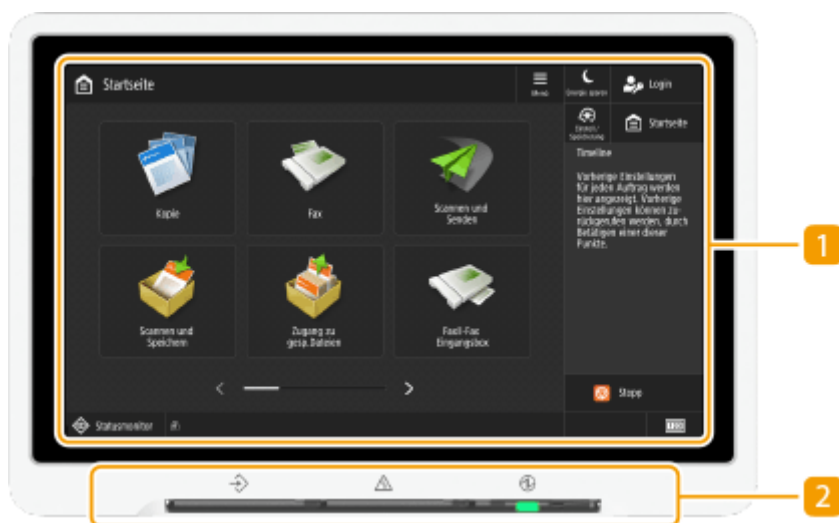 Startseite
Menü
Energie sparen
Login
Startseite
Timeline
Vorherige Einstellungen
für jeden Auftrag werden
hier angezeigt. Vorherige
Einstellungen können zu-
rückgerufen werden, durch
Betätigen einer dieser
Punkte.
Kopie
Fax
Scannen und
Senden
Scannen und
Speichern
Zugang zu
gesp.Dateien
Fax/I-Fax
Eingangsbox
Stopp
Statusmonitor
1
2